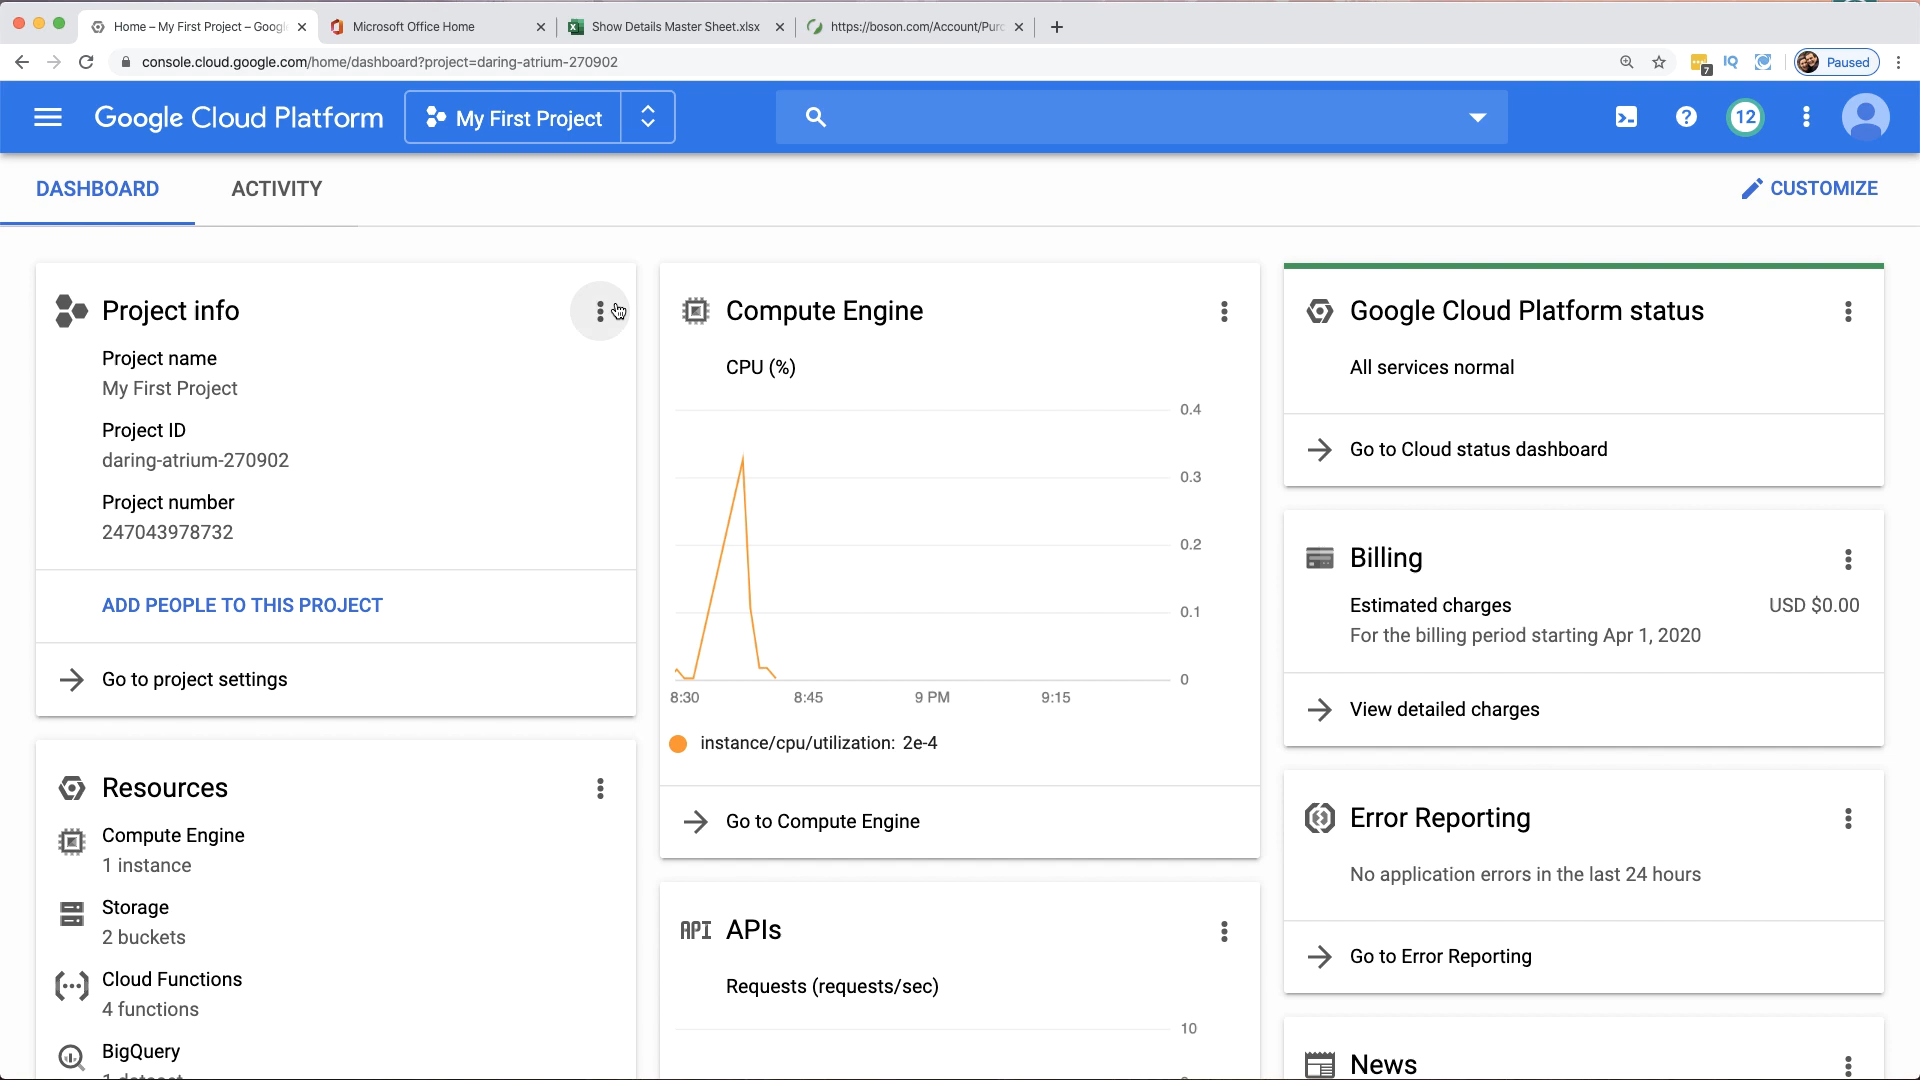 Home – My First Project – Google
Microsoft Office Home
Show Details Master Sheet.xlsx
https://boson.com/Account/Purc
console.cloud.google.com/home/dashboard?project=daring-atrium-270902
7
IQ
Paused
Google Cloud Platform
My First Project
12
DASHBOARD
ACTIVITY
CUSTOMIZE
Project info
Project name
My First Project
Project ID
daring-atrium-270902
Project number
247043978732
ADD PEOPLE TO THIS PROJECT
Go to project settings
Resources
Compute Engine
1 instance
Storage
2 buckets
Cloud Functions
4 functions
BigQuery
1 dataset
Compute Engine
CPU (%)
0.4
0.3
0.2
0.1
0
8:30 8:45 9 PM 9:15
instance/cpu/utilization: 2e-4
Go to Compute Engine
API APIs
Requests (requests/sec)
10
Google Cloud Platform status
All services normal
Go to Cloud status dashboard
Billing
Estimated charges USD $0.00
For the billing period starting Apr 1, 2020
View detailed charges
Error Reporting
No application errors in the last 24 hours
Go to Error Reporting
News